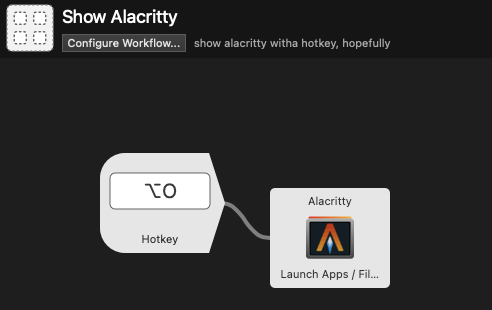 Show Alacritty
Configure Workflow... show alacritty witha hotkey, hopefully
⌥O
Hotkey
Alacritty
Launch Apps / Fil...